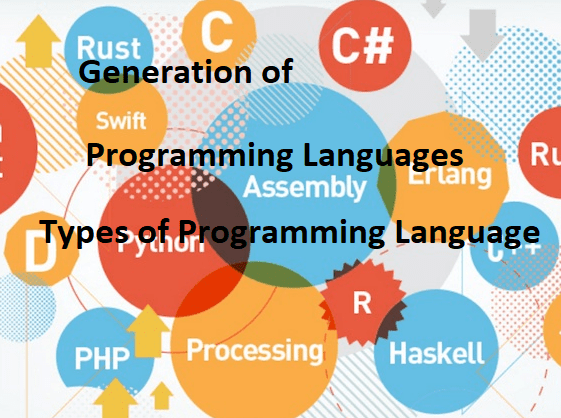 Rust
C
C#
Generation of
Swift
Programming Languages
Assembly
Erlang
Ru
Types of Programming Language
D
Python
C++
R
PHP
Processing
Haskell